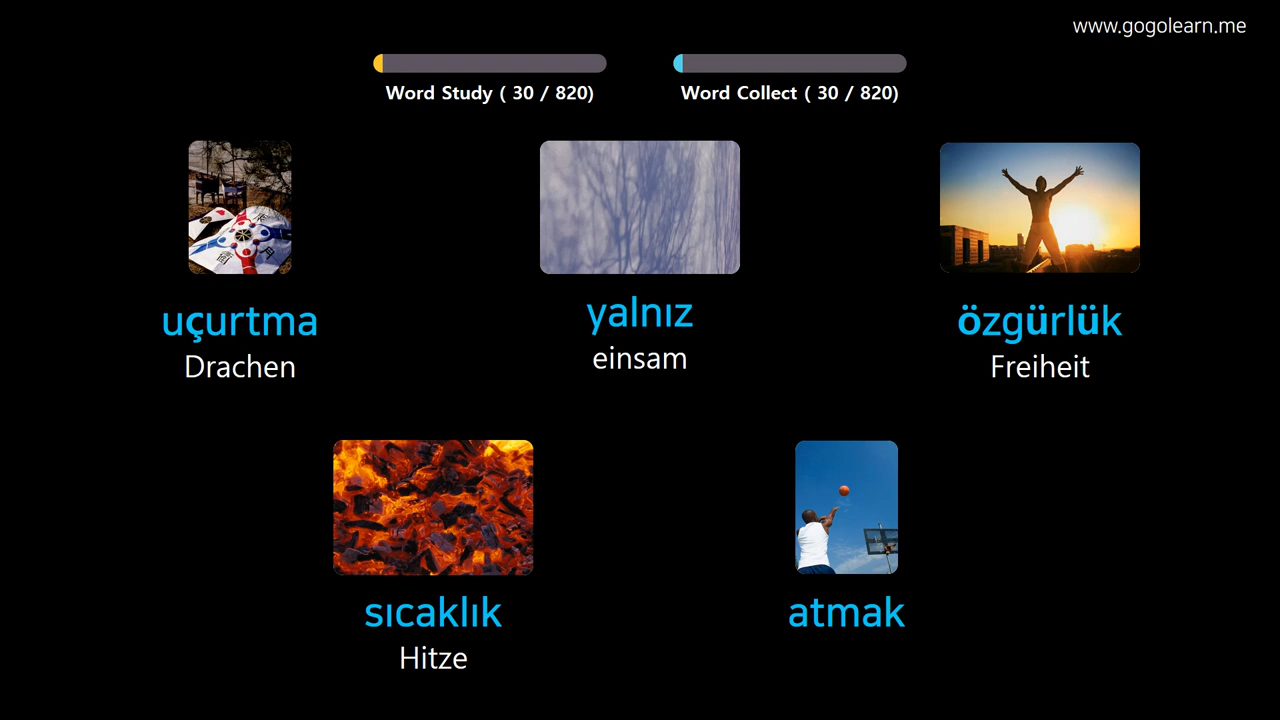 www.gogolearn.me
Word Study ( 30 / 820)
Word Collect ( 30 / 820)
uçurtma
Drachen
yalnız
einsam
özgürlük
Freiheit
sıcaklık
Hitze
atmak